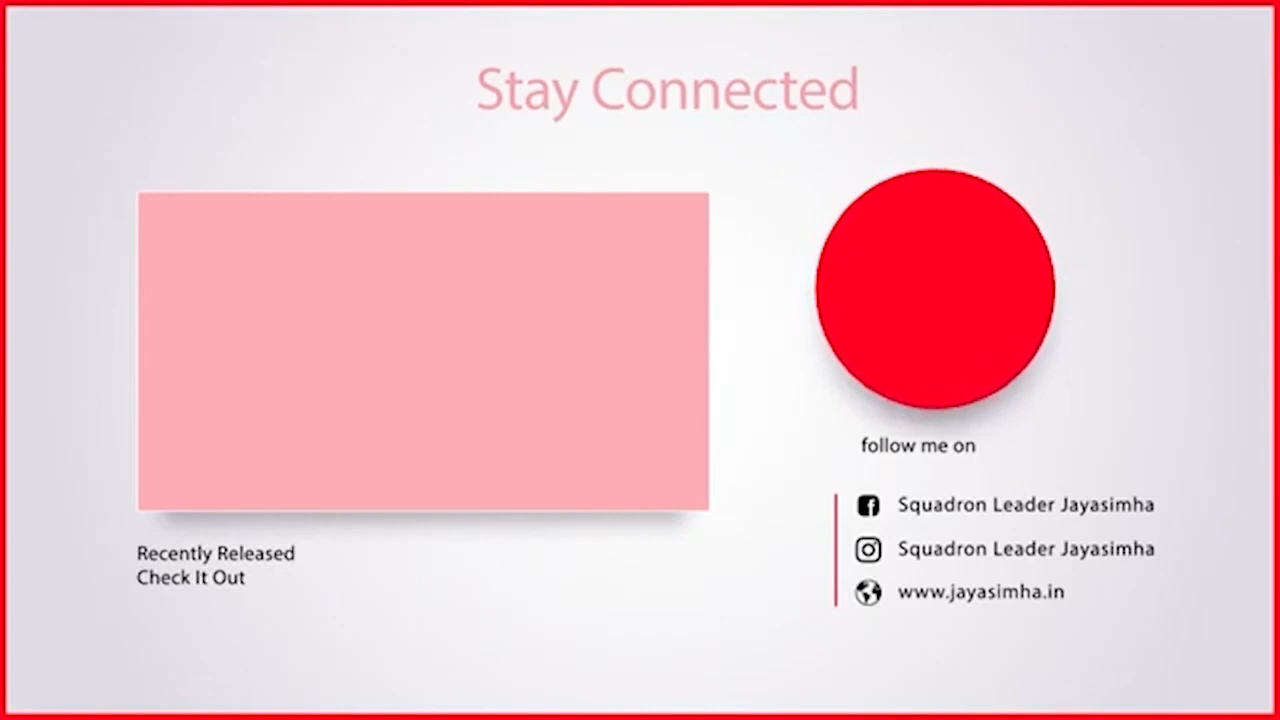 Stay Connected
Recently Released
Check It Out
follow me on
Squadron Leader Jayasimha
Squadron Leader Jayasimha
www.jayasimha.in